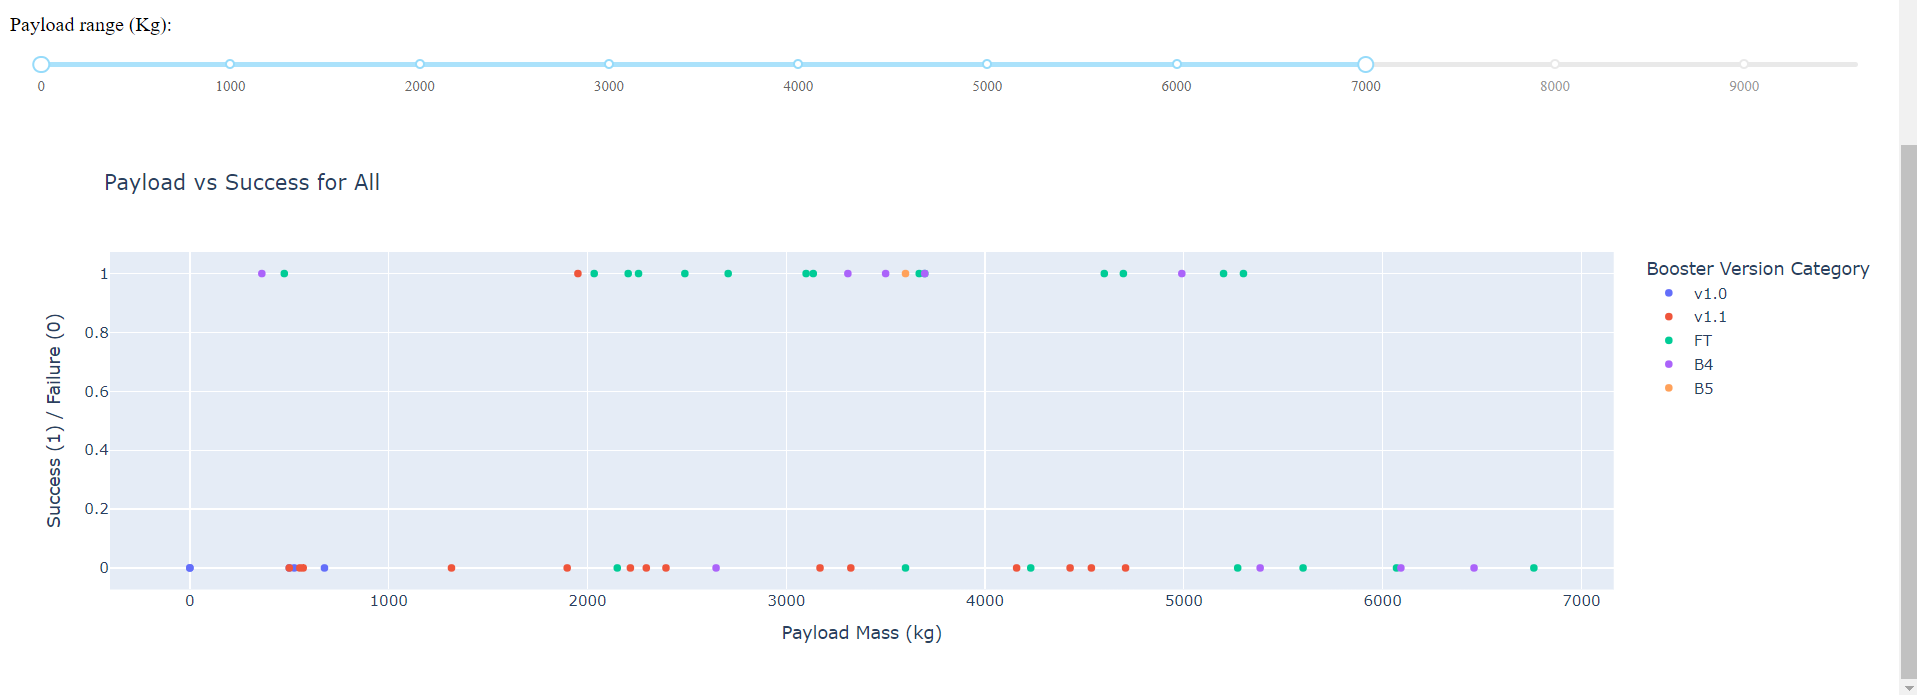 Payload range (Kg):
0 1000 2000 3000 4000 5000 6000 7000 8000 9000
Payload vs Success for All
Success (1) / Failure (0)
1
0.8
0.6
0.4
0.2
0
0 1000 2000 3000 4000 5000 6000 7000
Payload Mass (kg)
Booster Version Category
v1.0
v1.1
FT
B4
B5